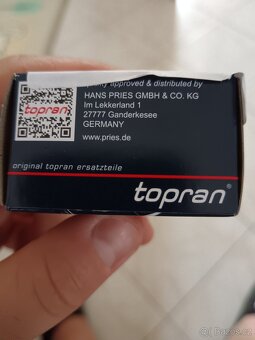 quality approved & distributed by
HANS PRIES GMBH & CO. KG
Im Lekkerland 1
27777 Ganderkesee
GERMANY
www.pries.de
topran
original topran ersatzteile
topran®